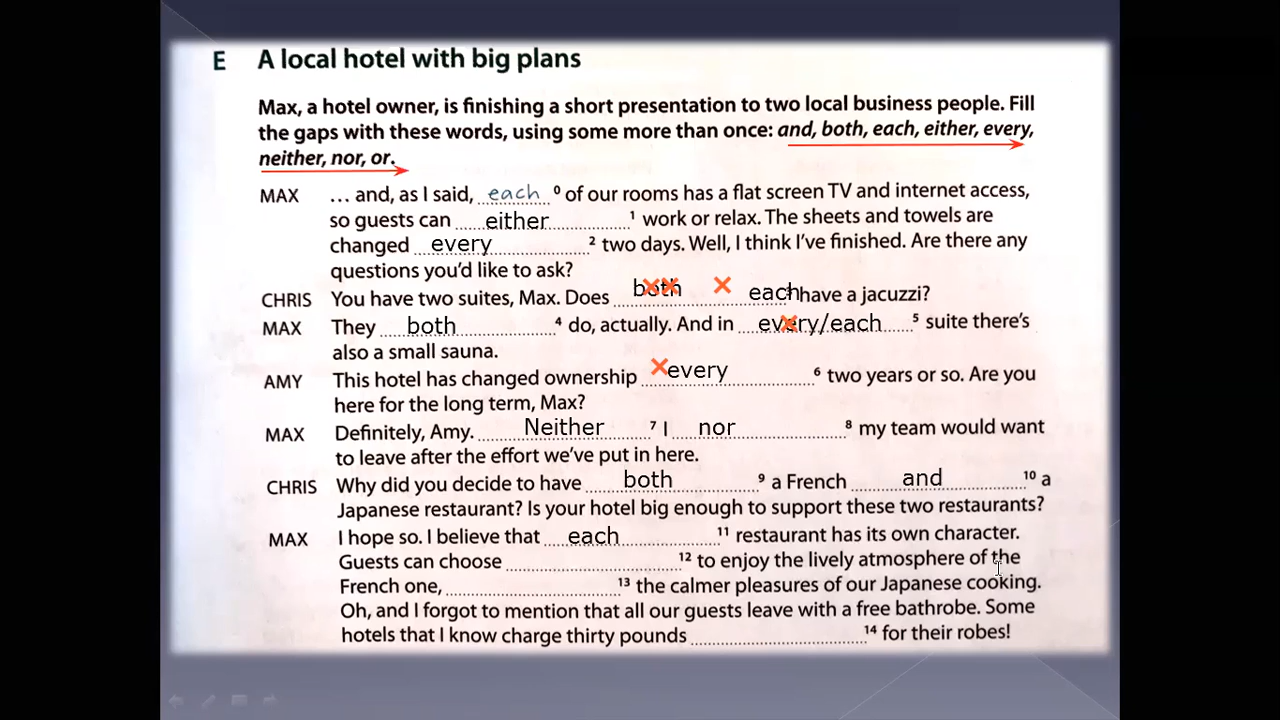 E A local hotel with big plans
Max, a hotel owner, is finishing a short presentation to two local business people. Fill
the gaps with these words, using some more than once: and, both, each, either, every,
neither, nor, or.
MAX … and, as I said, each ⁰ of our rooms has a flat screen TV and internet access,
so guests can either ¹ work or relax. The sheets and towels are
changed every ² two days. Well, I think I've finished. Are there any
questions you'd like to ask?
CHRIS You have two suites, Max. Does both each ³ have a jacuzzi?
MAX They both ⁴ do, actually. And in every/each ⁵ suite there's
also a small sauna.
AMY This hotel has changed ownership every ⁶ two years or so. Are you
here for the long term, Max?
MAX Definitely, Amy. Neither ⁷ I nor ⁸ my team would want
to leave after the effort we've put in here.
CHRIS Why did you decide to have both ⁹ a French and ¹⁰ a
Japanese restaurant? Is your hotel big enough to support these two restaurants?
MAX I hope so. I believe that each ¹¹ restaurant has its own character.
Guests can choose ¹² to enjoy the lively atmosphere of the
French one, ¹³ the calmer pleasures of our Japanese cooking.
Oh, and I forgot to mention that all our guests leave with a free bathrobe. Some
hotels that I know charge thirty pounds ¹⁴ for their robes!